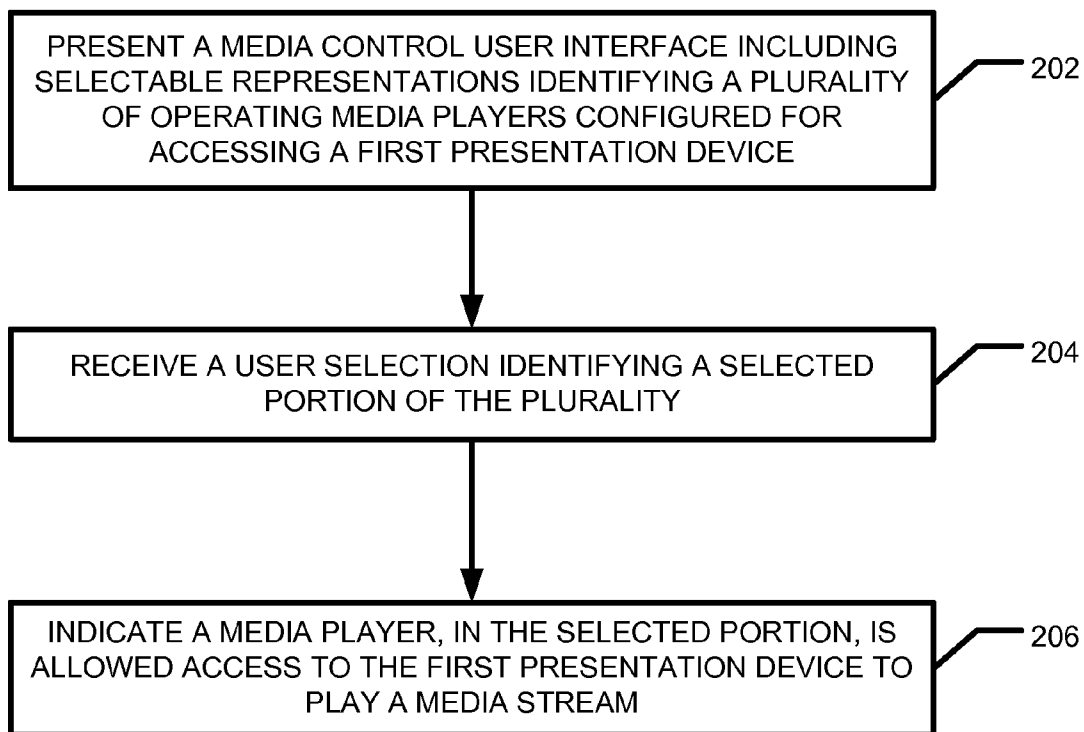 PRESENT A MEDIA CONTROL USER INTERFACE INCLUDING
SELECTABLE REPRESENTATIONS IDENTIFYING A PLURALITY
OF OPERATING MEDIA PLAYERS CONFIGURED FOR
ACCESSING A FIRST PRESENTATION DEVICE
202
RECEIVE A USER SELECTION IDENTIFYING A SELECTED
PORTION OF THE PLURALITY
204
INDICATE A MEDIA PLAYER, IN THE SELECTED PORTION, IS
ALLOWED ACCESS TO THE FIRST PRESENTATION DEVICE TO
PLAY A MEDIA STREAM
206